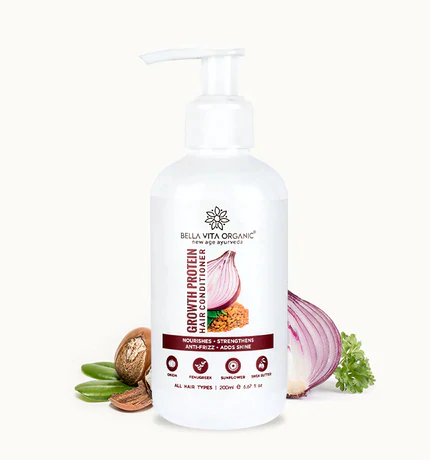 BELLA VITA ORGANIC®
new age ayurveda
GROWTH PROTEIN
HAIR CONDITIONER
NOURISHES • STRENGTHENS
ANTI-FRIZZ • ADDS SHINE
ONION
FENUGREEK
SUNFLOWER
SHEA BUTTER
ALL HAIR TYPES | 200ml e 6.67 fl oz